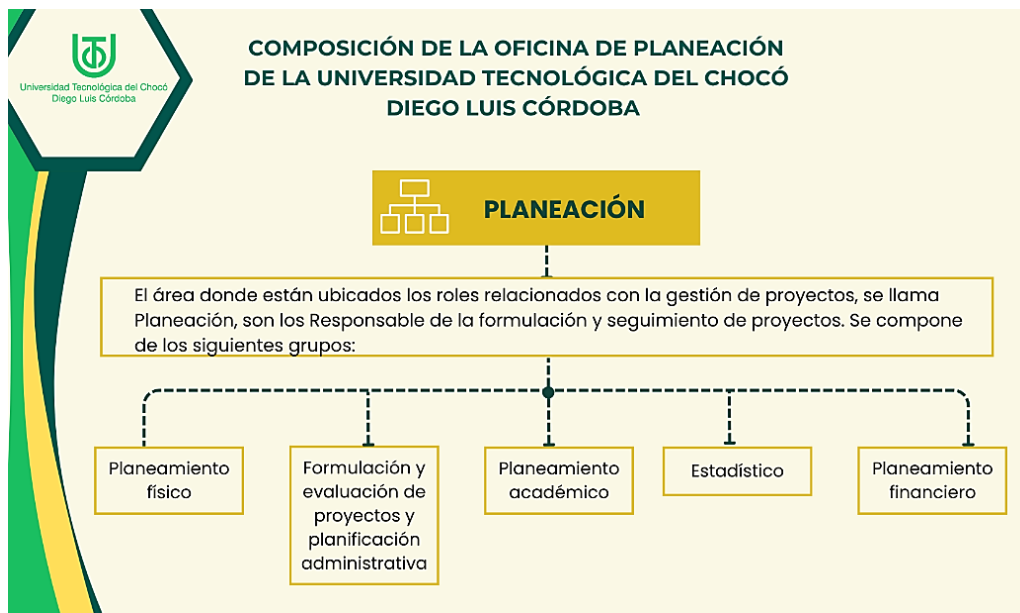 Universidad Tecnológica del Chocó
Diego Luis Córdoba
COMPOSICIÓN DE LA OFICINA DE PLANEACIÓN
DE LA UNIVERSIDAD TECNOLÓGICA DEL CHOCÓ
DIEGO LUIS CÓRDOBA
PLANEACIÓN
El área donde están ubicados los roles relacionados con la gestión de proyectos, se llama
Planeación, son los Responsable de la formulación y seguimiento de proyectos. Se compone
de los siguientes grupos:
Planeamiento
físico
Formulación y
evaluación de
proyectos y
planificación
administrativa
Planeamiento
académico
Estadístico
Planeamiento
financiero